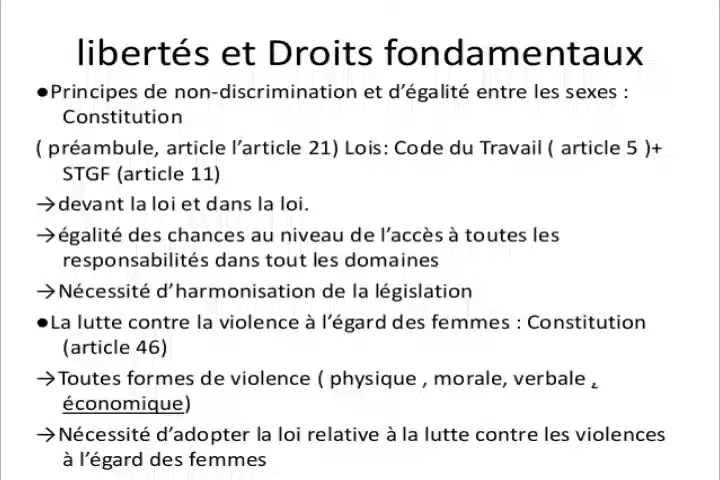 libertés et Droits fondamentaux
●Principes de non-discrimination et d’égalité entre les sexes :
Constitution
( préambule, article l’article 21) Lois: Code du Travail ( article 5 )+
STGF (article 11)
→devant la loi et dans la loi.
→égalité des chances au niveau de l’accès à toutes les
responsabilités dans tout les domaines
→Nécessité d’harmonisation de la législation
●La lutte contre la violence à l’égard des femmes : Constitution
(article 46)
→Toutes formes de violence ( physique , morale, verbale ,
économique)
→Nécessité d’adopter la loi relative à la lutte contre les violences
à l’égard des femmes